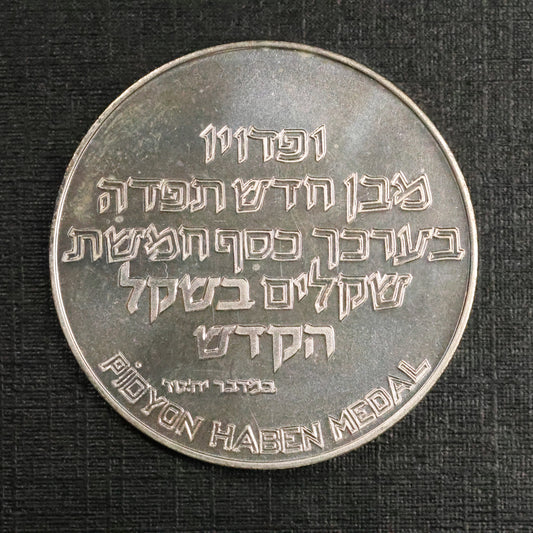 ופדויו
מבן חדש תפדה
בערכך כסף חמשת
שקלים בשקל
הקדש
במדבר יח:טז
PIDYON HABEN MEDAL